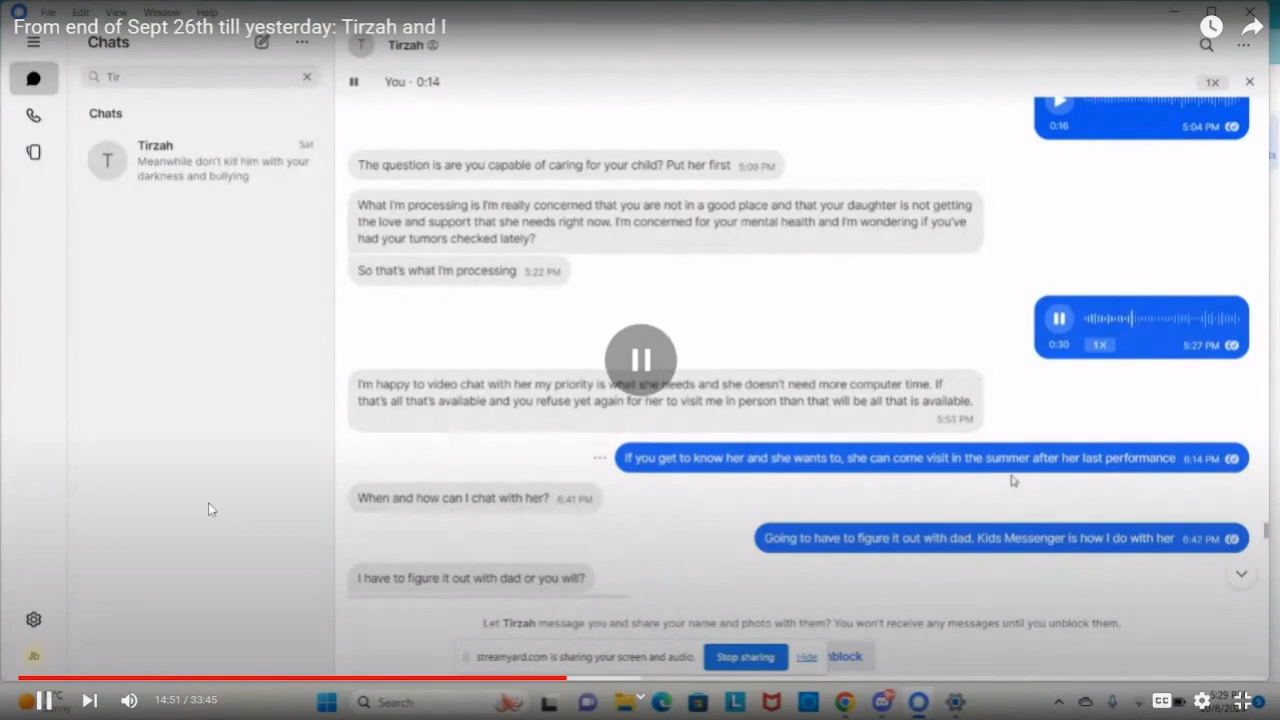 File Edit View Window Help
From end of Sept 26th till yesterday: Tirzah and I
Chats
Tir
Chats
T
Tirzah
Sat
Meanwhile don't kill him with your
darkness and bullying
T
Tirzah
You · 0:14
1X
0:16
5:04 PM
The question is are you capable of caring for your child? Put her first 5:09 PM
What I'm processing is I'm really concerned that you are not in a good place and that your daughter is not getting
the love and support that she needs right now. I'm concerned for your mental health and I'm wondering if you've
had your tumors checked lately?
So that's what I'm processing 5:22 PM
0:30
1X
5:27 PM
I'm happy to video chat with her my priority is what she needs and she doesn't need more computer time. If
that's all that's available and you refuse yet again for her to visit me in person than that will be all that is available.
5:53 PM
If you get to know her and she wants to, she can come visit in the summer after her last performance 6:14 PM
When and how can I chat with her? 6:41 PM
Going to have to figure it out with dad. Kids Messenger is how I do with her 6:42 PM
I have to figure it out with dad or you will?
Let Tirzah message you and share your name and photo with them? You won't receive any messages until you unblock them.
streamyard.com is sharing your screen and audio.
Stop sharing
Hide
nblock
Jb
14:51 / 33:45
Search
CC
5:29 PM